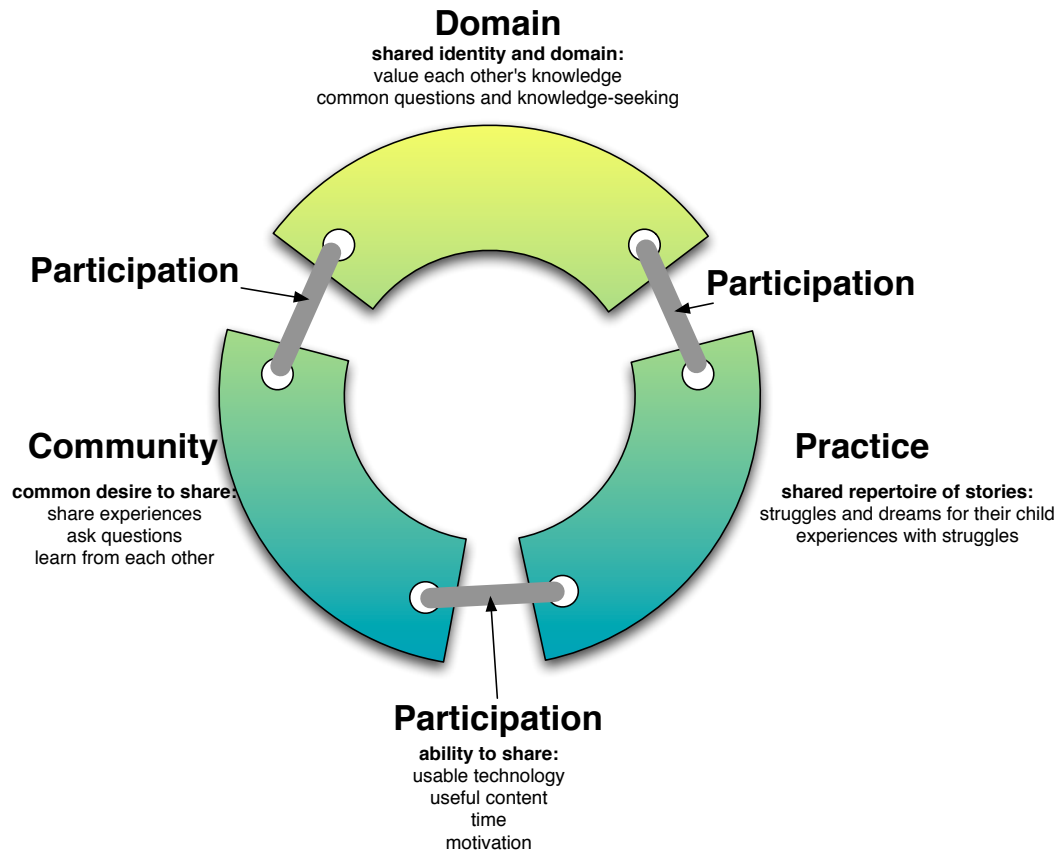 Domain
shared identity and domain:
value each other's knowledge
common questions and knowledge-seeking
Participation
Participation
Community
common desire to share:
share experiences
ask questions
learn from each other
Practice
shared repertoire of stories:
struggles and dreams for their child
experiences with struggles
Participation
ability to share:
usable technology
useful content
time
motivation